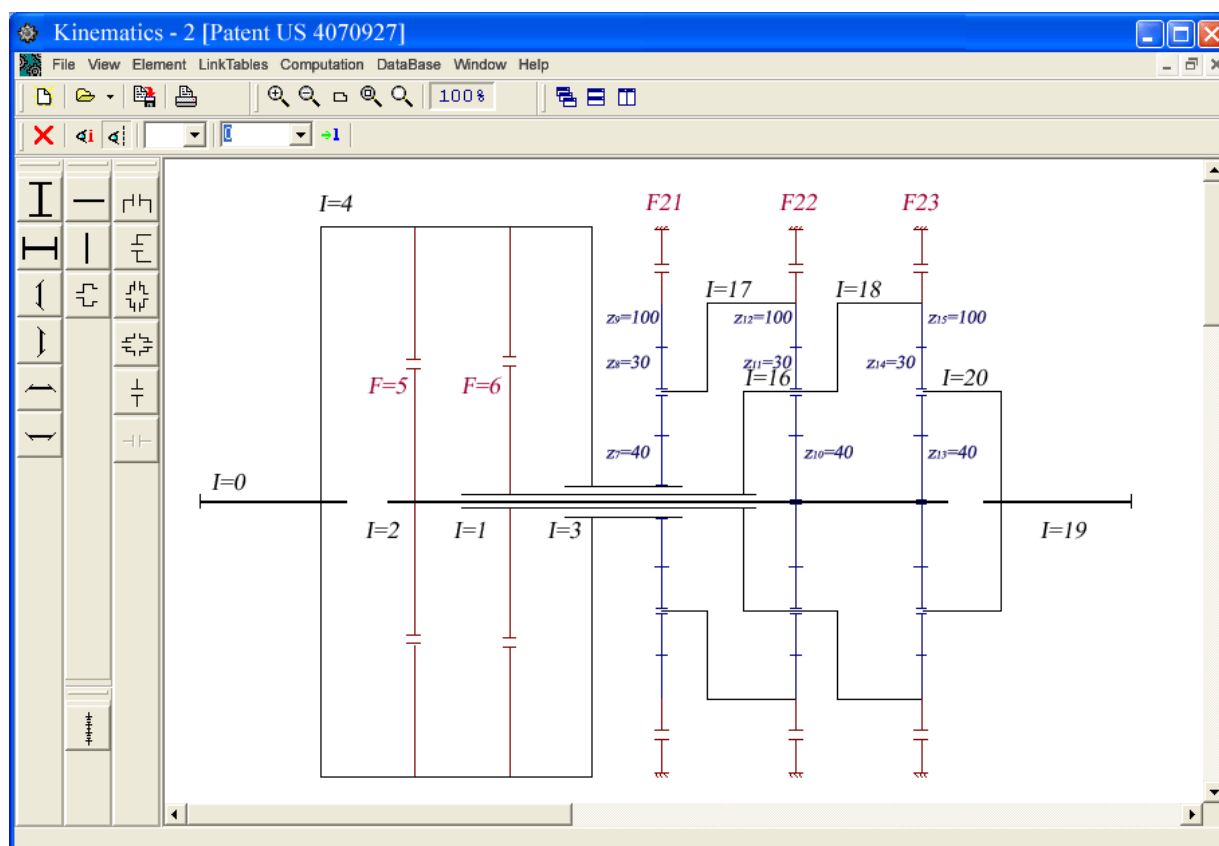 Kinematics - 2 [Patent US 4070927]
File View Element LinkTables Computation DataBase Window Help
100%
i 0 1
I=4 F21 F22 F23
I=17 I=18
z9=100 z12=100 z15=100
z8=30 z11=30 z14=30
F=5 F=6 I=16 I=20
z7=40 z10=40 z13=40
I=0
I=2 I=1 I=3 I=19